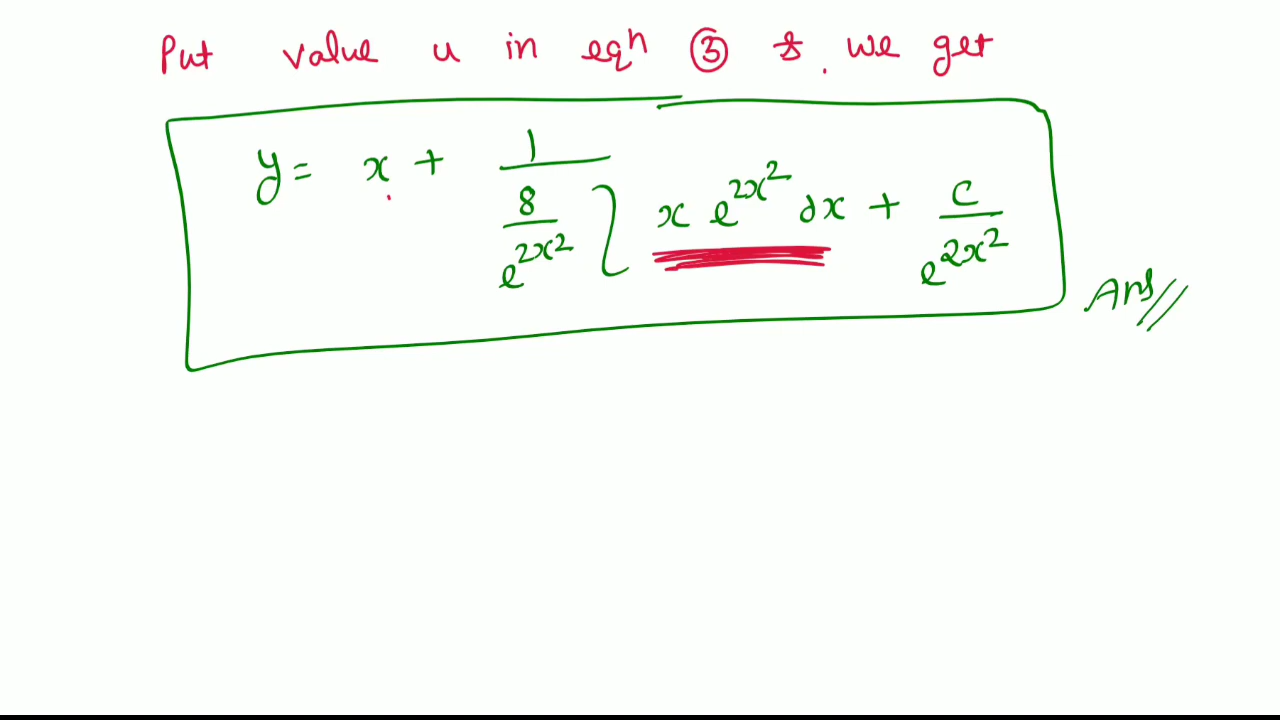 Put value u in eqn ③ &. we get
y = x + 1/(8/e^(2x^2)) ∫ x e^(2x^2) dx + c/e^(2x^2)
Ans//